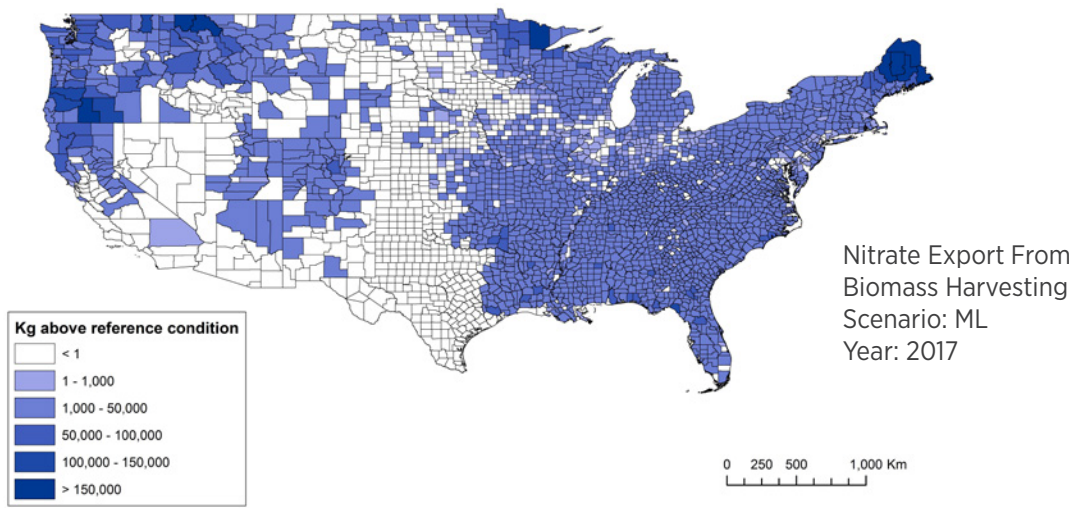 Nitrate Export From
Biomass Harvesting
Scenario: ML
Year: 2017
Kg above reference condition
< 1
1 - 1,000
1,000 - 50,000
50,000 - 100,000
100,000 - 150,000
> 150,000
0 250 500 1,000 Km